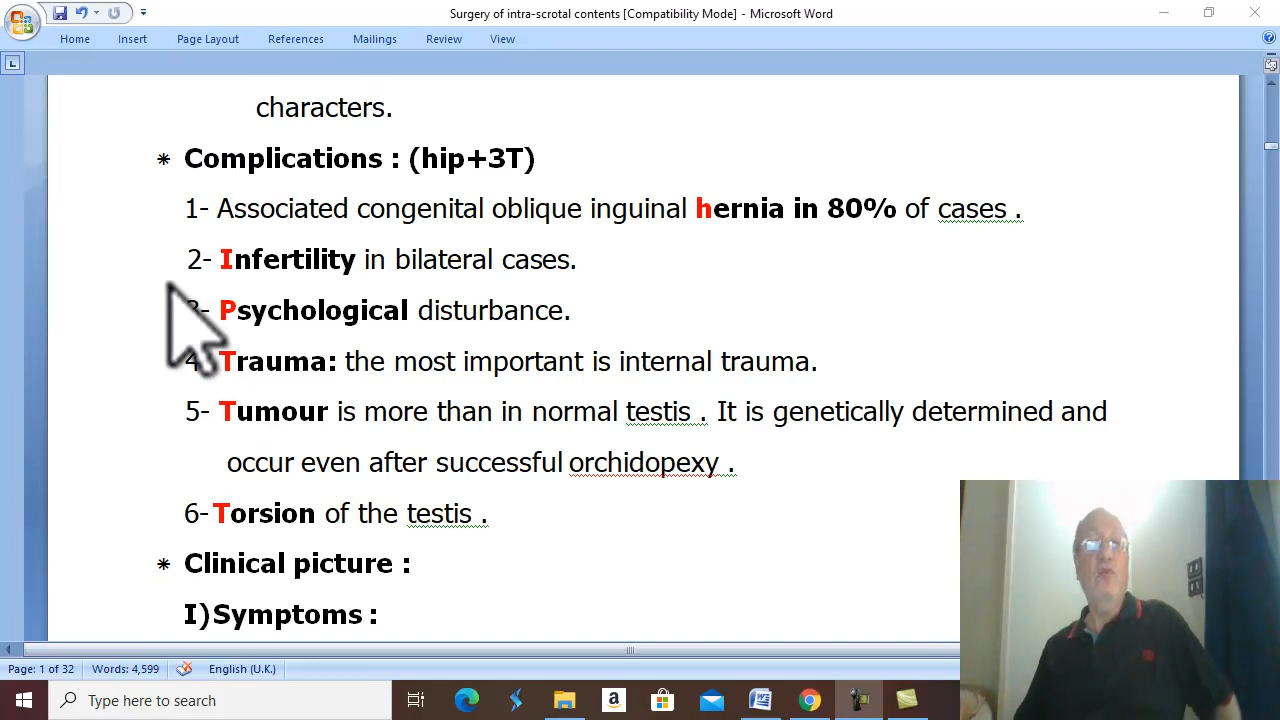 Surgery of intra-scrotal contents [Compatibility Mode] - Microsoft Word
Home Insert Page Layout References Mailings Review View
characters.
* Complications : (hip+3T)
1- Associated congenital oblique inguinal hernia in 80% of cases .
2- Infertility in bilateral cases.
3- Psychological disturbance.
4- Trauma: the most important is internal trauma.
5- Tumour is more than in normal testis . It is genetically determined and
occur even after successful orchidopexy .
6- Torsion of the testis .
* Clinical picture :
I) Symptoms :
Page: 1 of 32 Words: 4,599 English (U.K.)
Type here to search